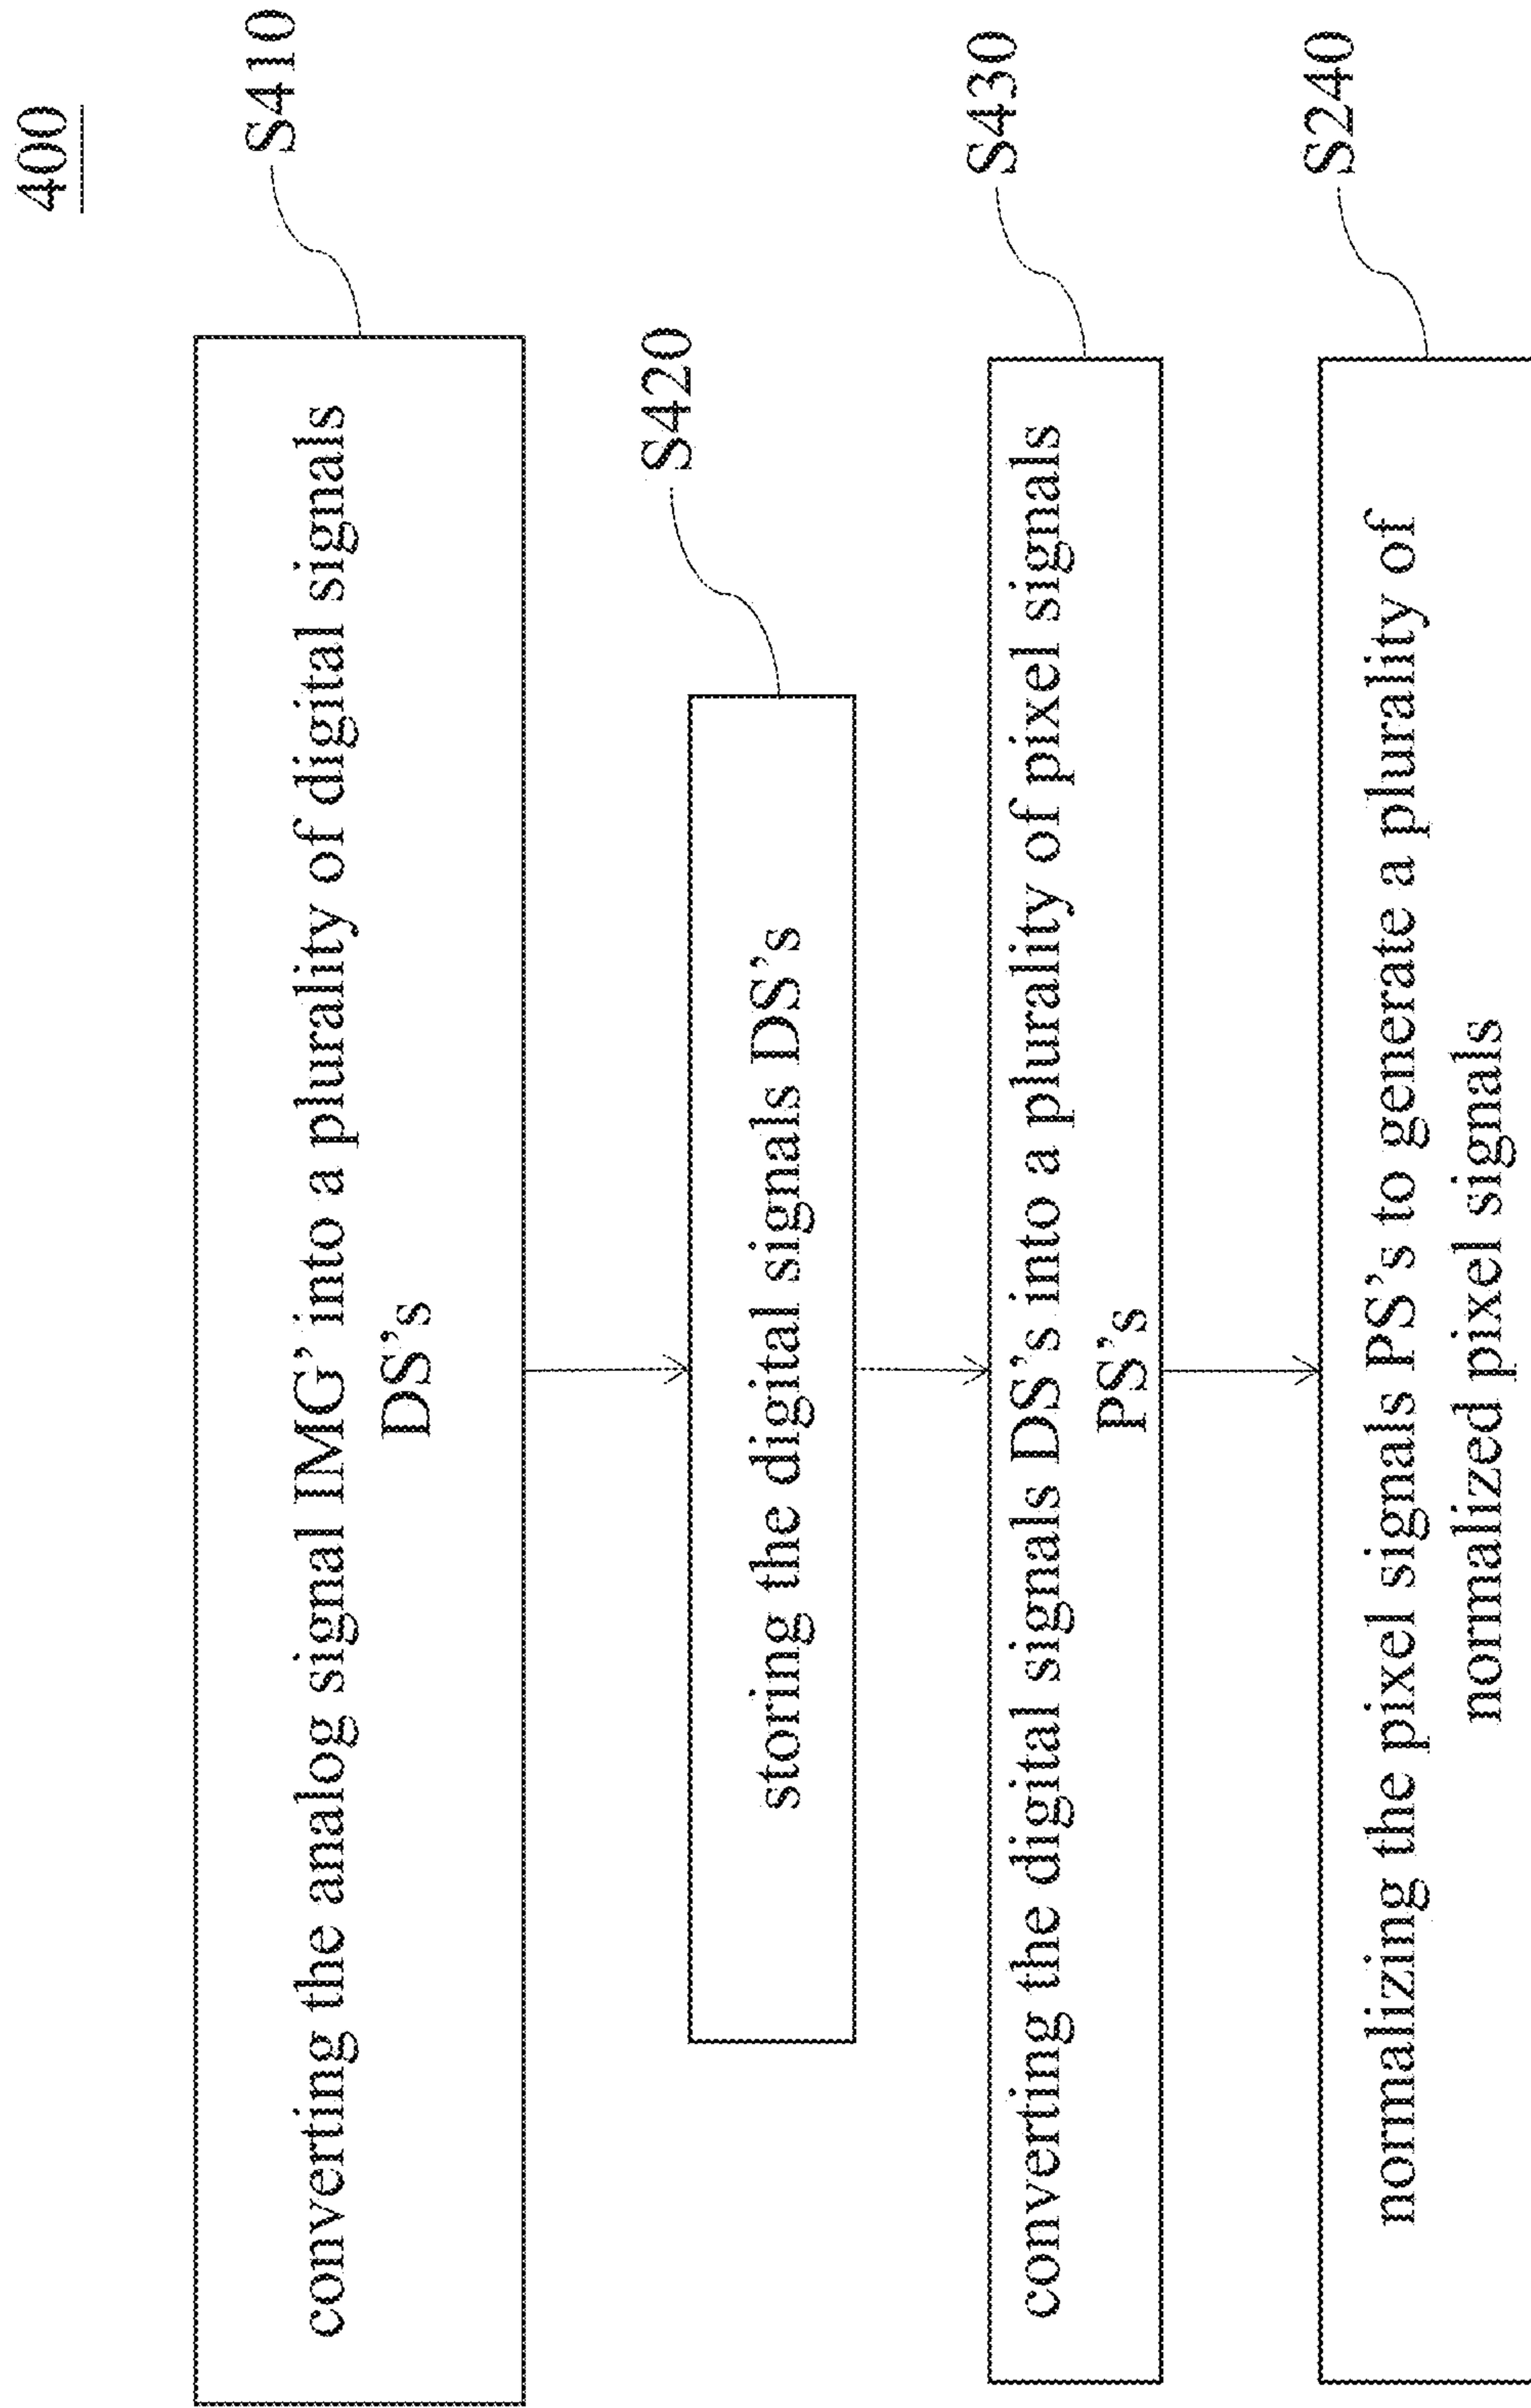 400
S410
converting the analog signal IMG' into a plurality of digital signals
DS's
S420
storing the digital signals DS's
S430
converting the digital signals DS's into a plurality of pixel signals
PS's
S240
normalizing the pixel signals PS's to generate a plurality of
normalized pixel signals